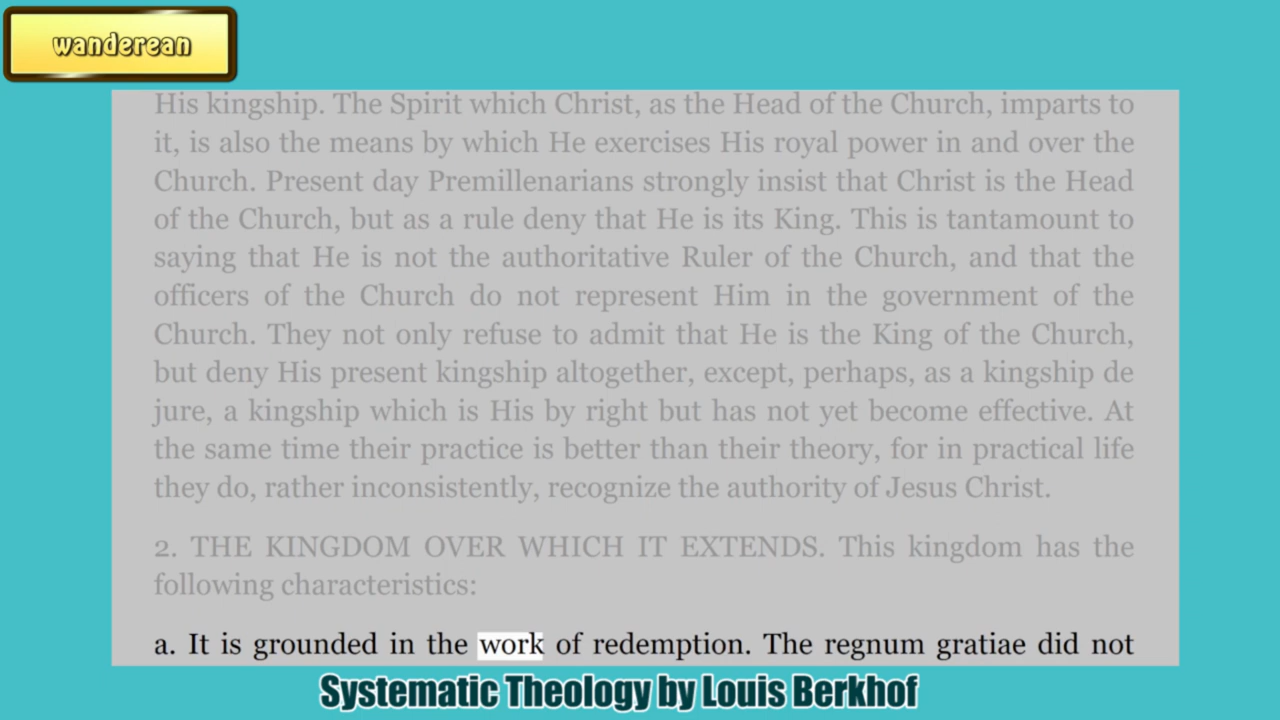 wanderean
His kingship. The Spirit which Christ, as the Head of the Church, imparts to
it, is also the means by which He exercises His royal power in and over the
Church. Present day Premillenarians strongly insist that Christ is the Head
of the Church, but as a rule deny that He is its King. This is tantamount to
saying that He is not the authoritative Ruler of the Church, and that the
officers of the Church do not represent Him in the government of the
Church. They not only refuse to admit that He is the King of the Church,
but deny His present kingship altogether, except, perhaps, as a kingship de
jure, a kingship which is His by right but has not yet become effective. At
the same time their practice is better than their theory, for in practical life
they do, rather inconsistently, recognize the authority of Jesus Christ.
2. THE KINGDOM OVER WHICH IT EXTENDS. This kingdom has the
following characteristics:
a. It is grounded in the work of redemption. The regnum gratiae did not
Systematic Theology by Louis Berkhof